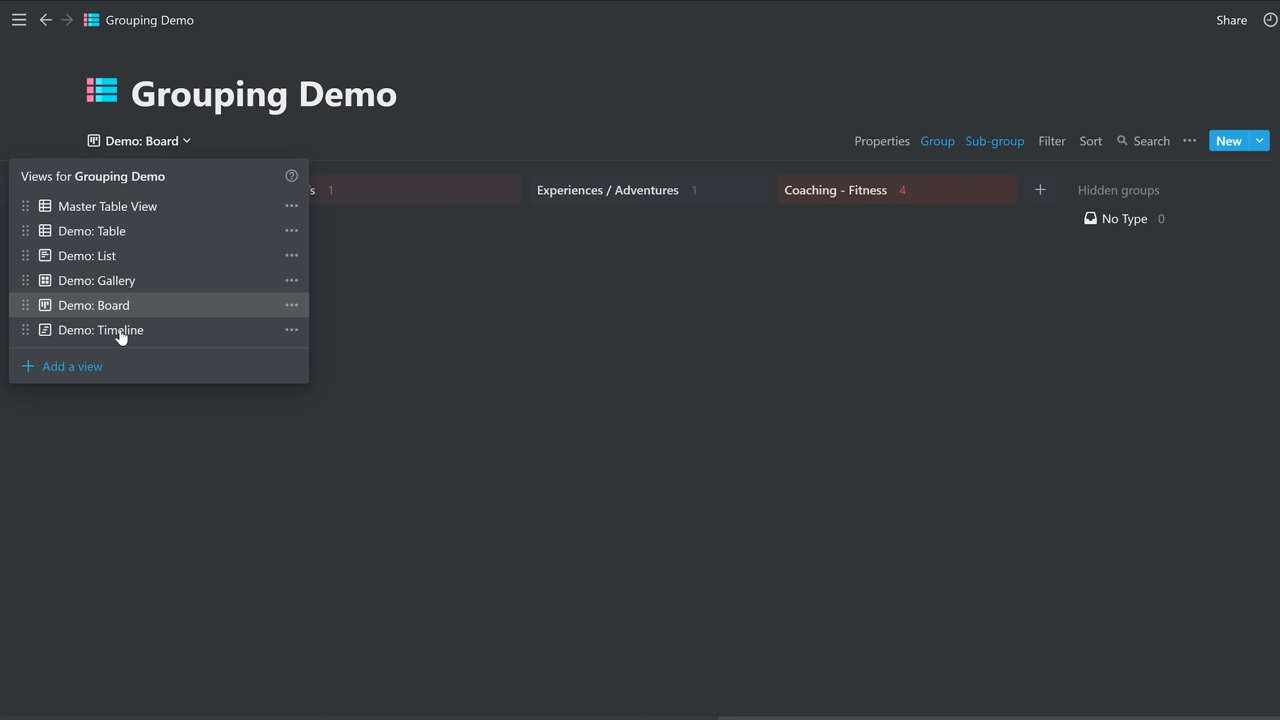 Grouping Demo
Share
Grouping Demo
Demo: Board
Properties Group Sub-group Filter Sort Search New
Views for Grouping Demo
Master Table View
Demo: Table
Demo: List
Demo: Gallery
Demo: Board
Demo: Timeline
Add a view
1
Experiences / Adventures 1
Coaching - Fitness 4
Hidden groups
No Type 0